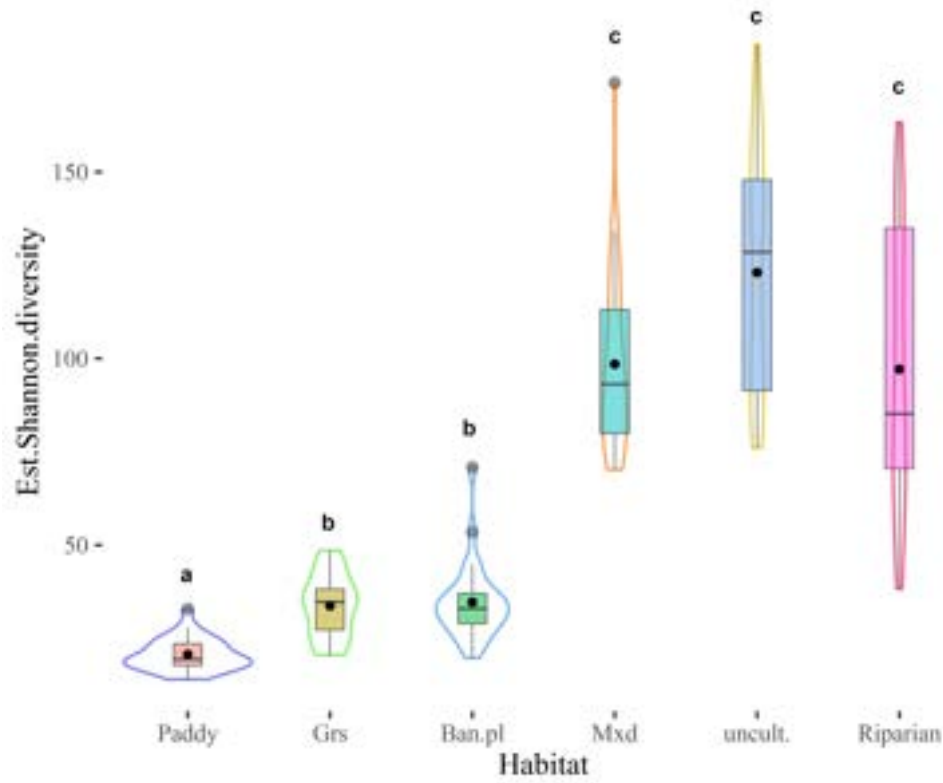 c
c
c
150
100
b
b
50
a
Est.Shannon.diversity
Paddy Grs Ban.pl Mxd uncult. Riparian
Habitat